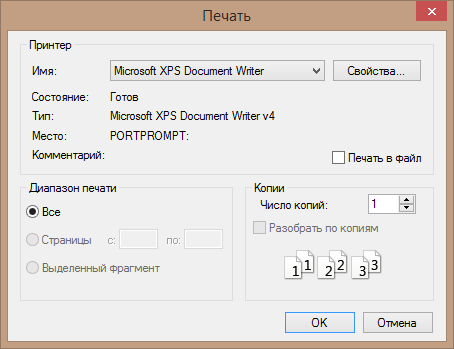 Печать
Принтер
Имя: Microsoft XPS Document Writer Свойства...
Состояние: Готов
Тип: Microsoft XPS Document Writer v4
Место: PORTPROMPT:
Комментарий: Печать в файл
Диапазон печати Копии
Все Число копий: 1
Страницы с: по: Разобрать по копиям
Выделенный фрагмент 1 1 2 2 3 3
OK Отмена